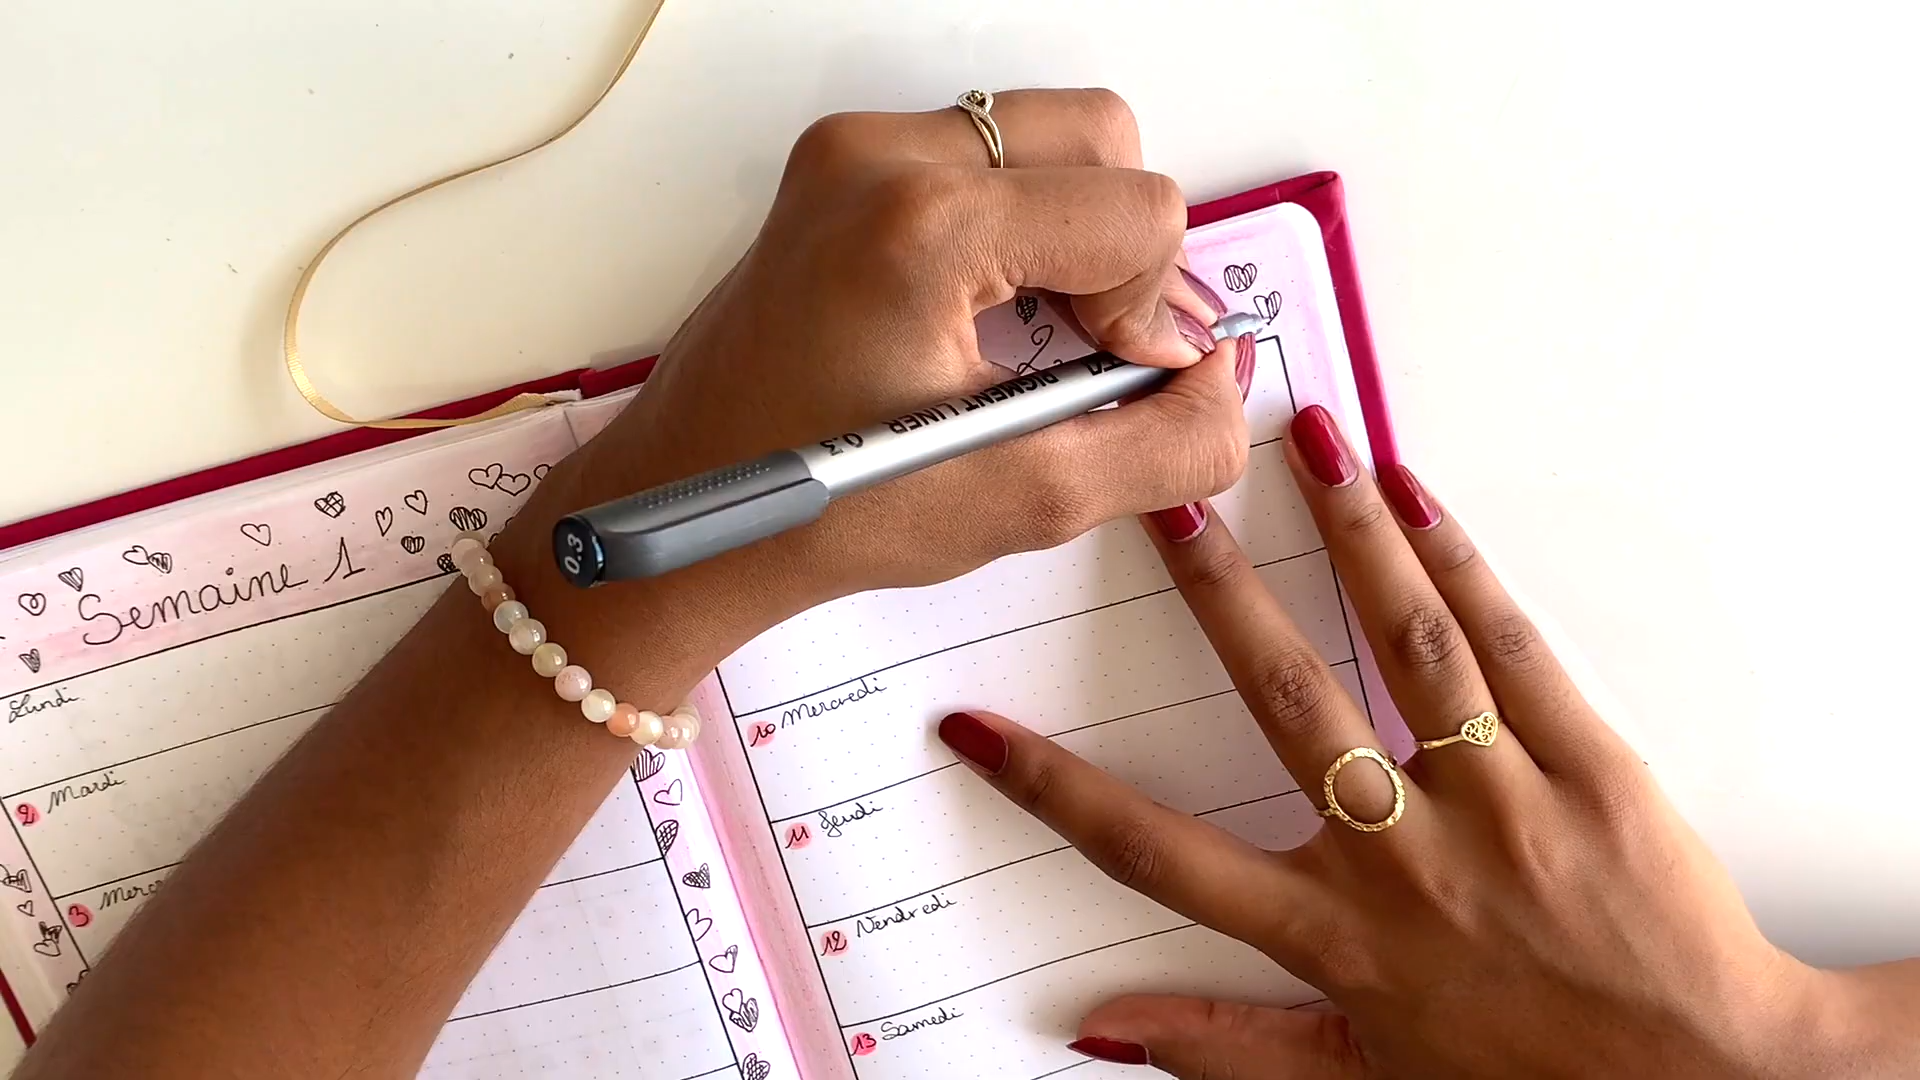 Semaine 1
Lundi
2 Mardi
3
2
10 Mercredi
11 Jeudi
12 Vendredi
13 Samedi
PIGMENT LINER 0.3
0.3